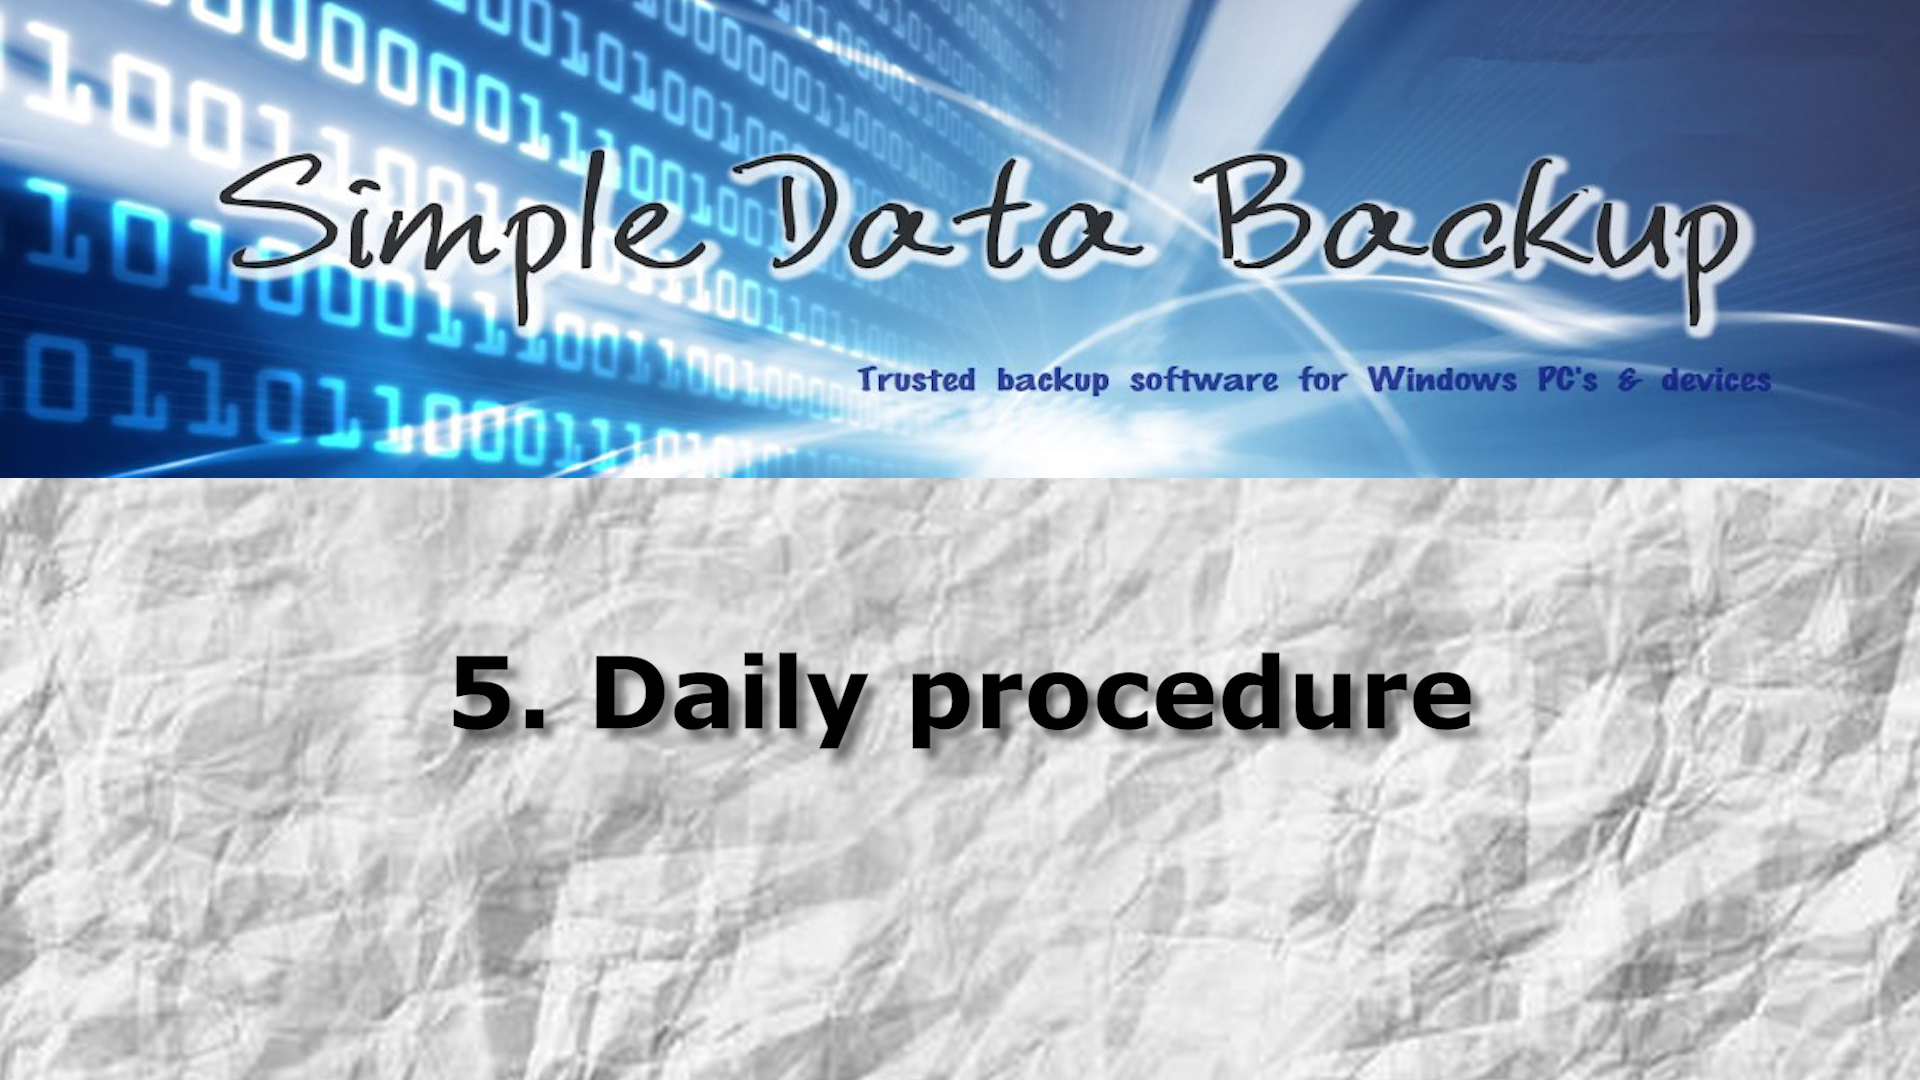 Simple Data Backup
Trusted backup software for Windows PC's & devices
5. Daily procedure